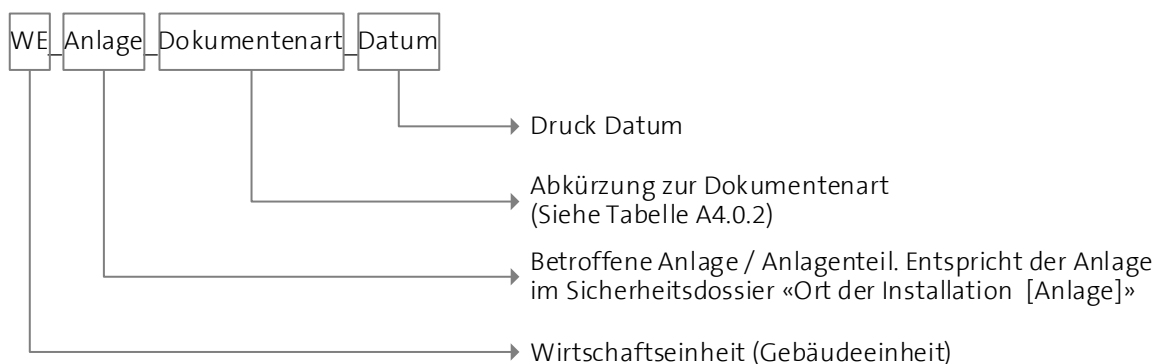 WE_Anlage_Dokumentenart_Datum
Druck Datum
Abkürzung zur Dokumentenart
(Siehe Tabelle A4.0.2)
Betroffene Anlage / Anlagenteil. Entspricht der Anlage
im Sicherheitsdossier «Ort der Installation [Anlage]»
Wirtschaftseinheit (Gebäudeeinheit)